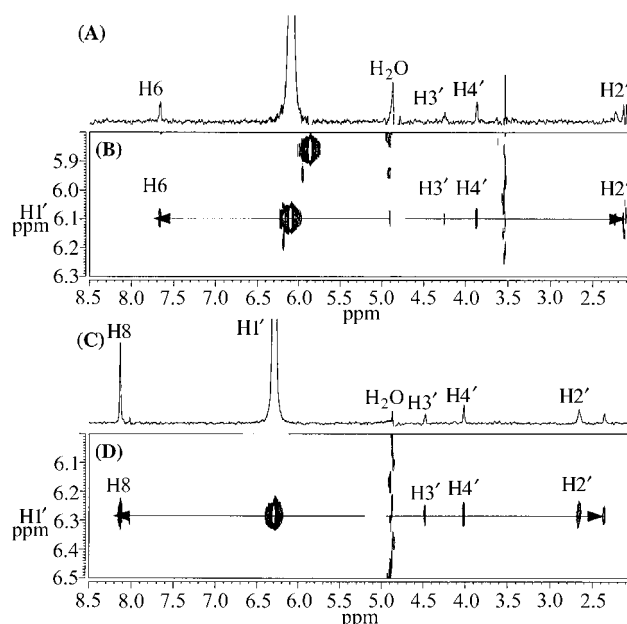 (A)
H6
H₂O
H3′
H4′
H2′
(B)
5.9
6.0
6.1
6.2
6.3
H1′
ppm
H6
H3′
H4′
H2′
8.5 8.0 7.5 7.0 6.5 6.0 5.5 5.0 4.5 4.0 3.5 3.0 2.5
ppm
(C)
H8
H1′
H₂O
H3′
H4′
H2′
(D)
6.1
6.2
6.3
6.4
6.5
H1′
ppm
H8
H3′
H4′
H2′
8.5 8.0 7.5 7.0 6.5 6.0 5.5 5.0 4.5 4.0 3.5 3.0 2.5
ppm